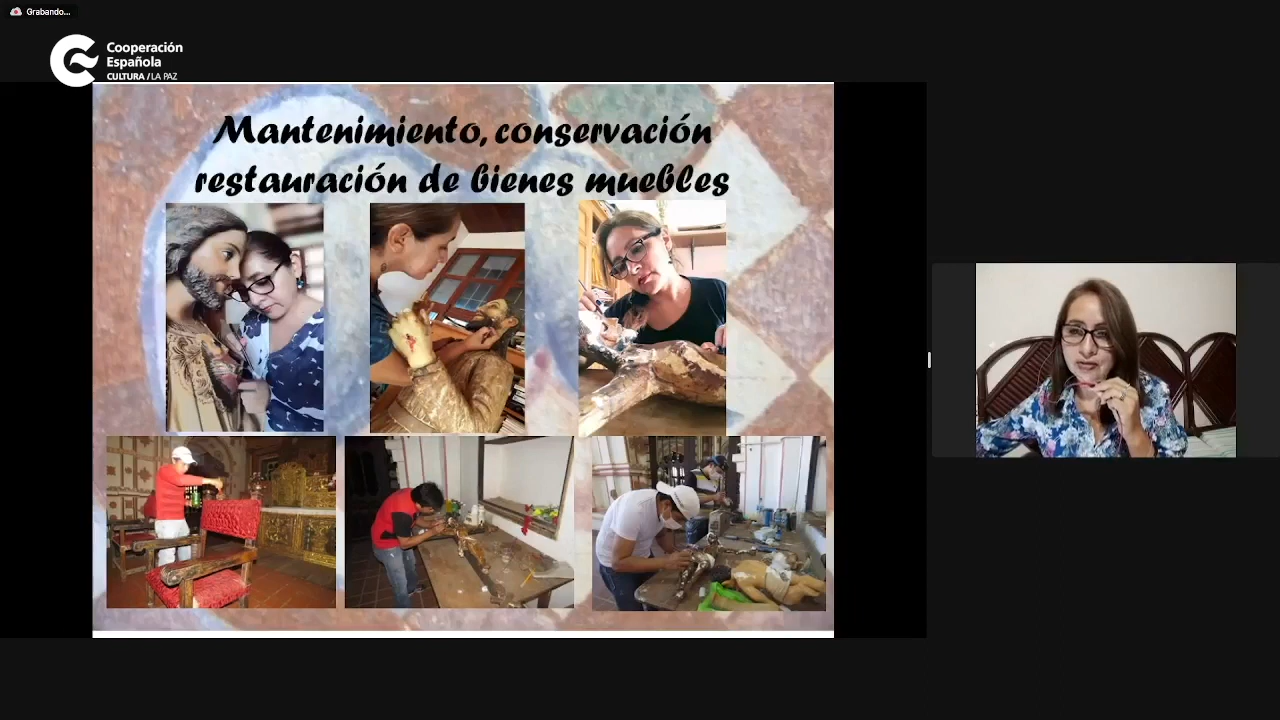 Grabando...
Cooperación
Española
CULTURA / LA PAZ
Mantenimiento, conservación
restauración de bienes muebles